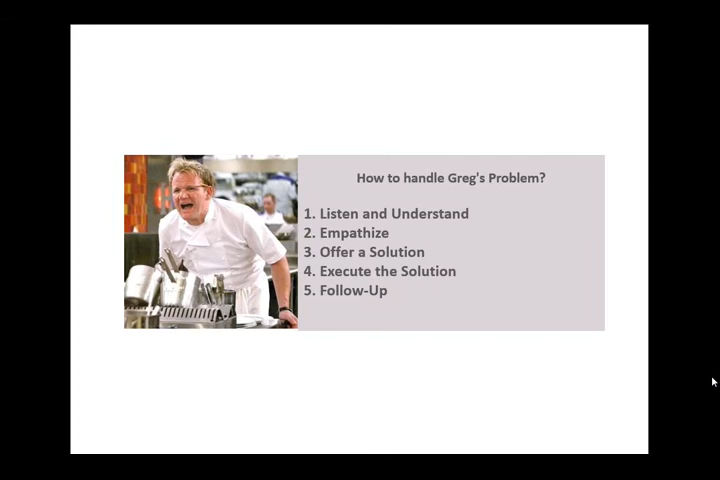 How to handle Greg's Problem?
1. Listen and Understand
2. Empathize
3. Offer a Solution
4. Execute the Solution
5. Follow-Up